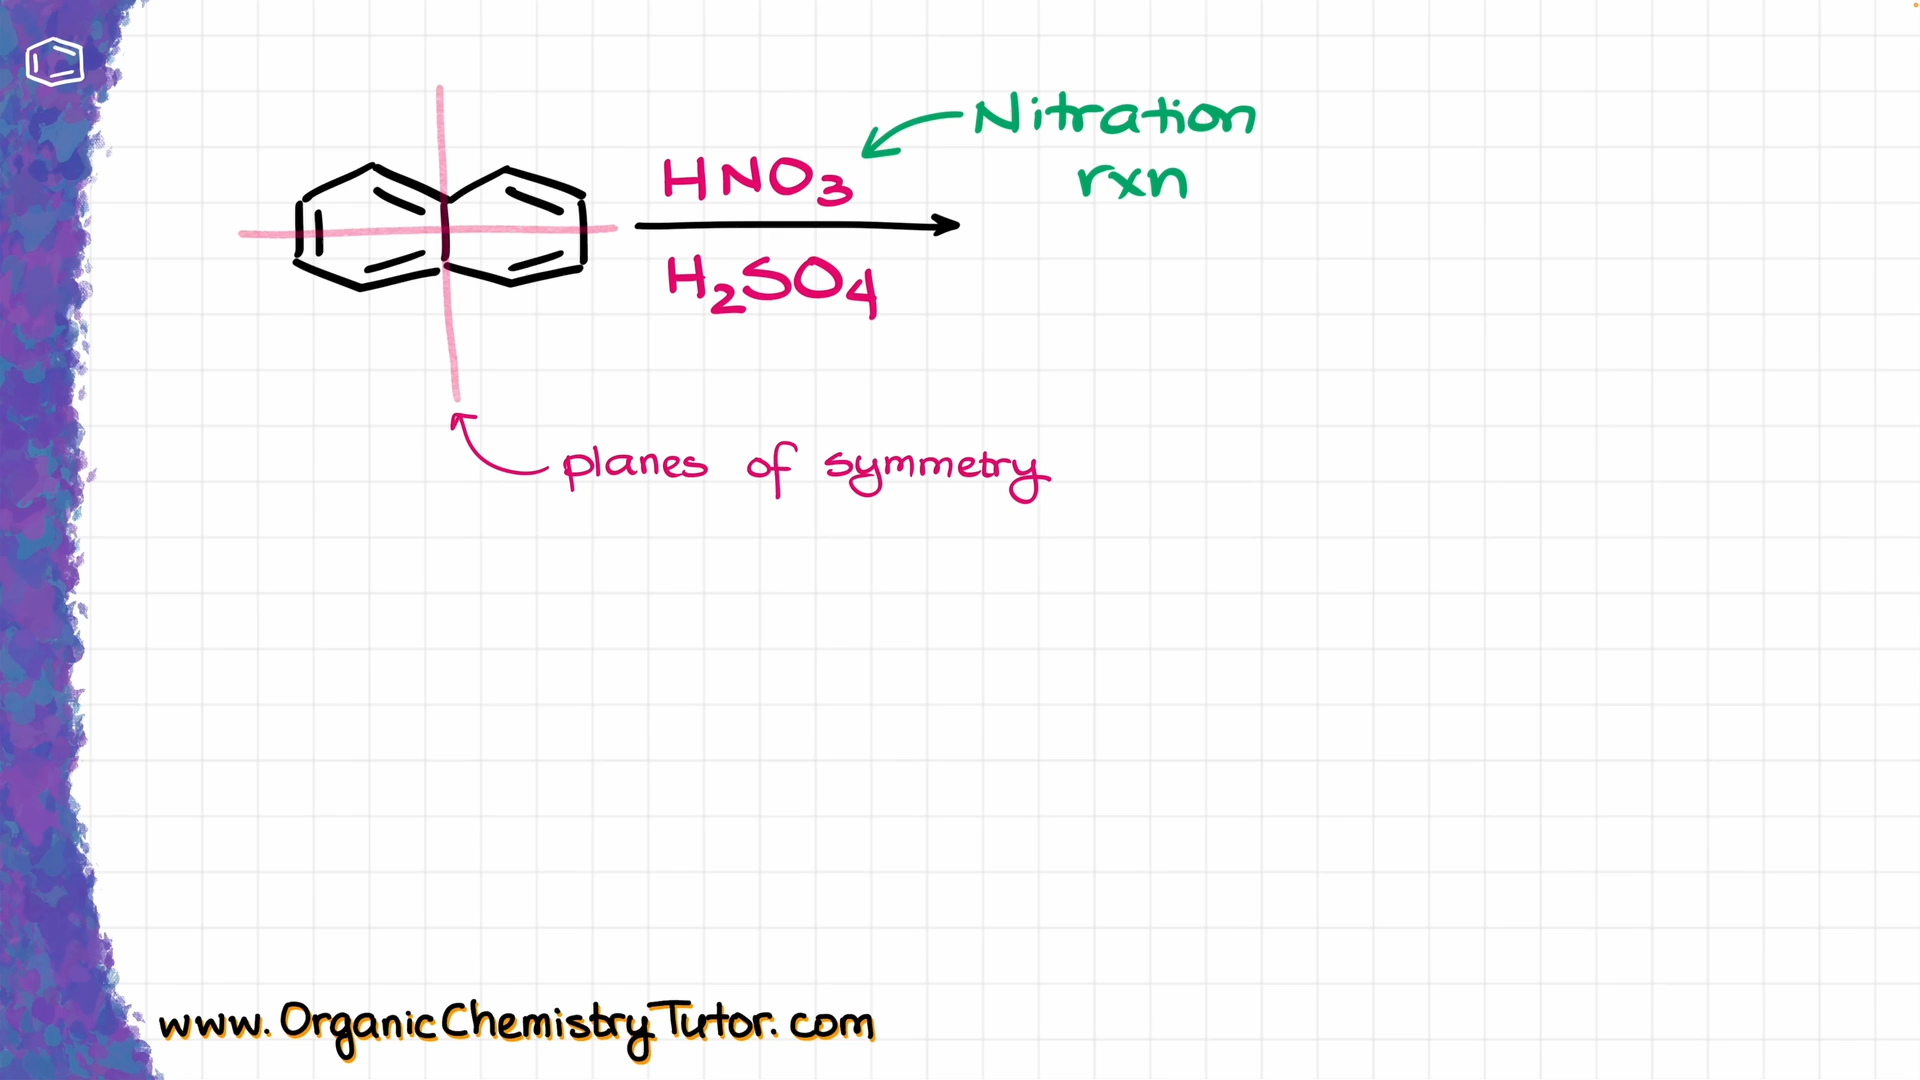 Nitration
rxn
HNO3
H2SO4
planes of symmetry
www.OrganicChemistryTutor.com